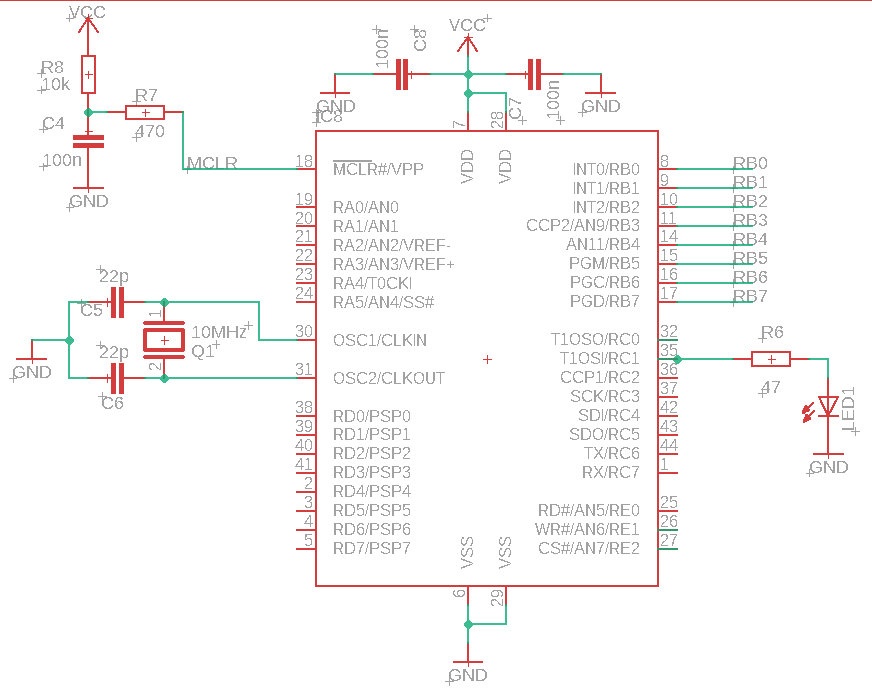 VCC
R8
10k
R7
470
C4
100n
GND
MCLR
100n
C8
GND
VCC
C7
100n
GND
IC8
7
28
VDD
VDD
18
MCLR#/VPP
19
RA0/AN0
20
RA1/AN1
21
RA2/AN2/VREF-
22
RA3/AN3/VREF+
23
RA4/T0CKI
24
RA5/AN4/SS#
30
OSC1/CLKIN
31
OSC2/CLKOUT
38
RD0/PSP0
39
RD1/PSP1
40
RD2/PSP2
41
RD3/PSP3
2
RD4/PSP4
3
RD5/PSP5
4
RD6/PSP6
5
RD7/PSP7
INT0/RB0
8
RB0
INT1/RB1
9
RB1
INT2/RB2
10
RB2
CCP2/AN9/RB3
11
RB3
AN11/RB4
14
RB4
PGM/RB5
15
RB5
PGC/RB6
16
RB6
PGD/RB7
17
RB7
T1OSO/RC0
32
T1OSI/RC1
35
CCP1/RC2
36
SCK/RC3
37
SDI/RC4
42
SDO/RC5
43
TX/RC6
44
RX/RC7
1
RD#/AN5/RE0
25
WR#/AN6/RE1
26
CS#/AN7/RE2
27
VSS
VSS
6
29
GND
22p
C5
1
10MHz
Q1
2
22p
C6
GND
R6
47
LED1
GND